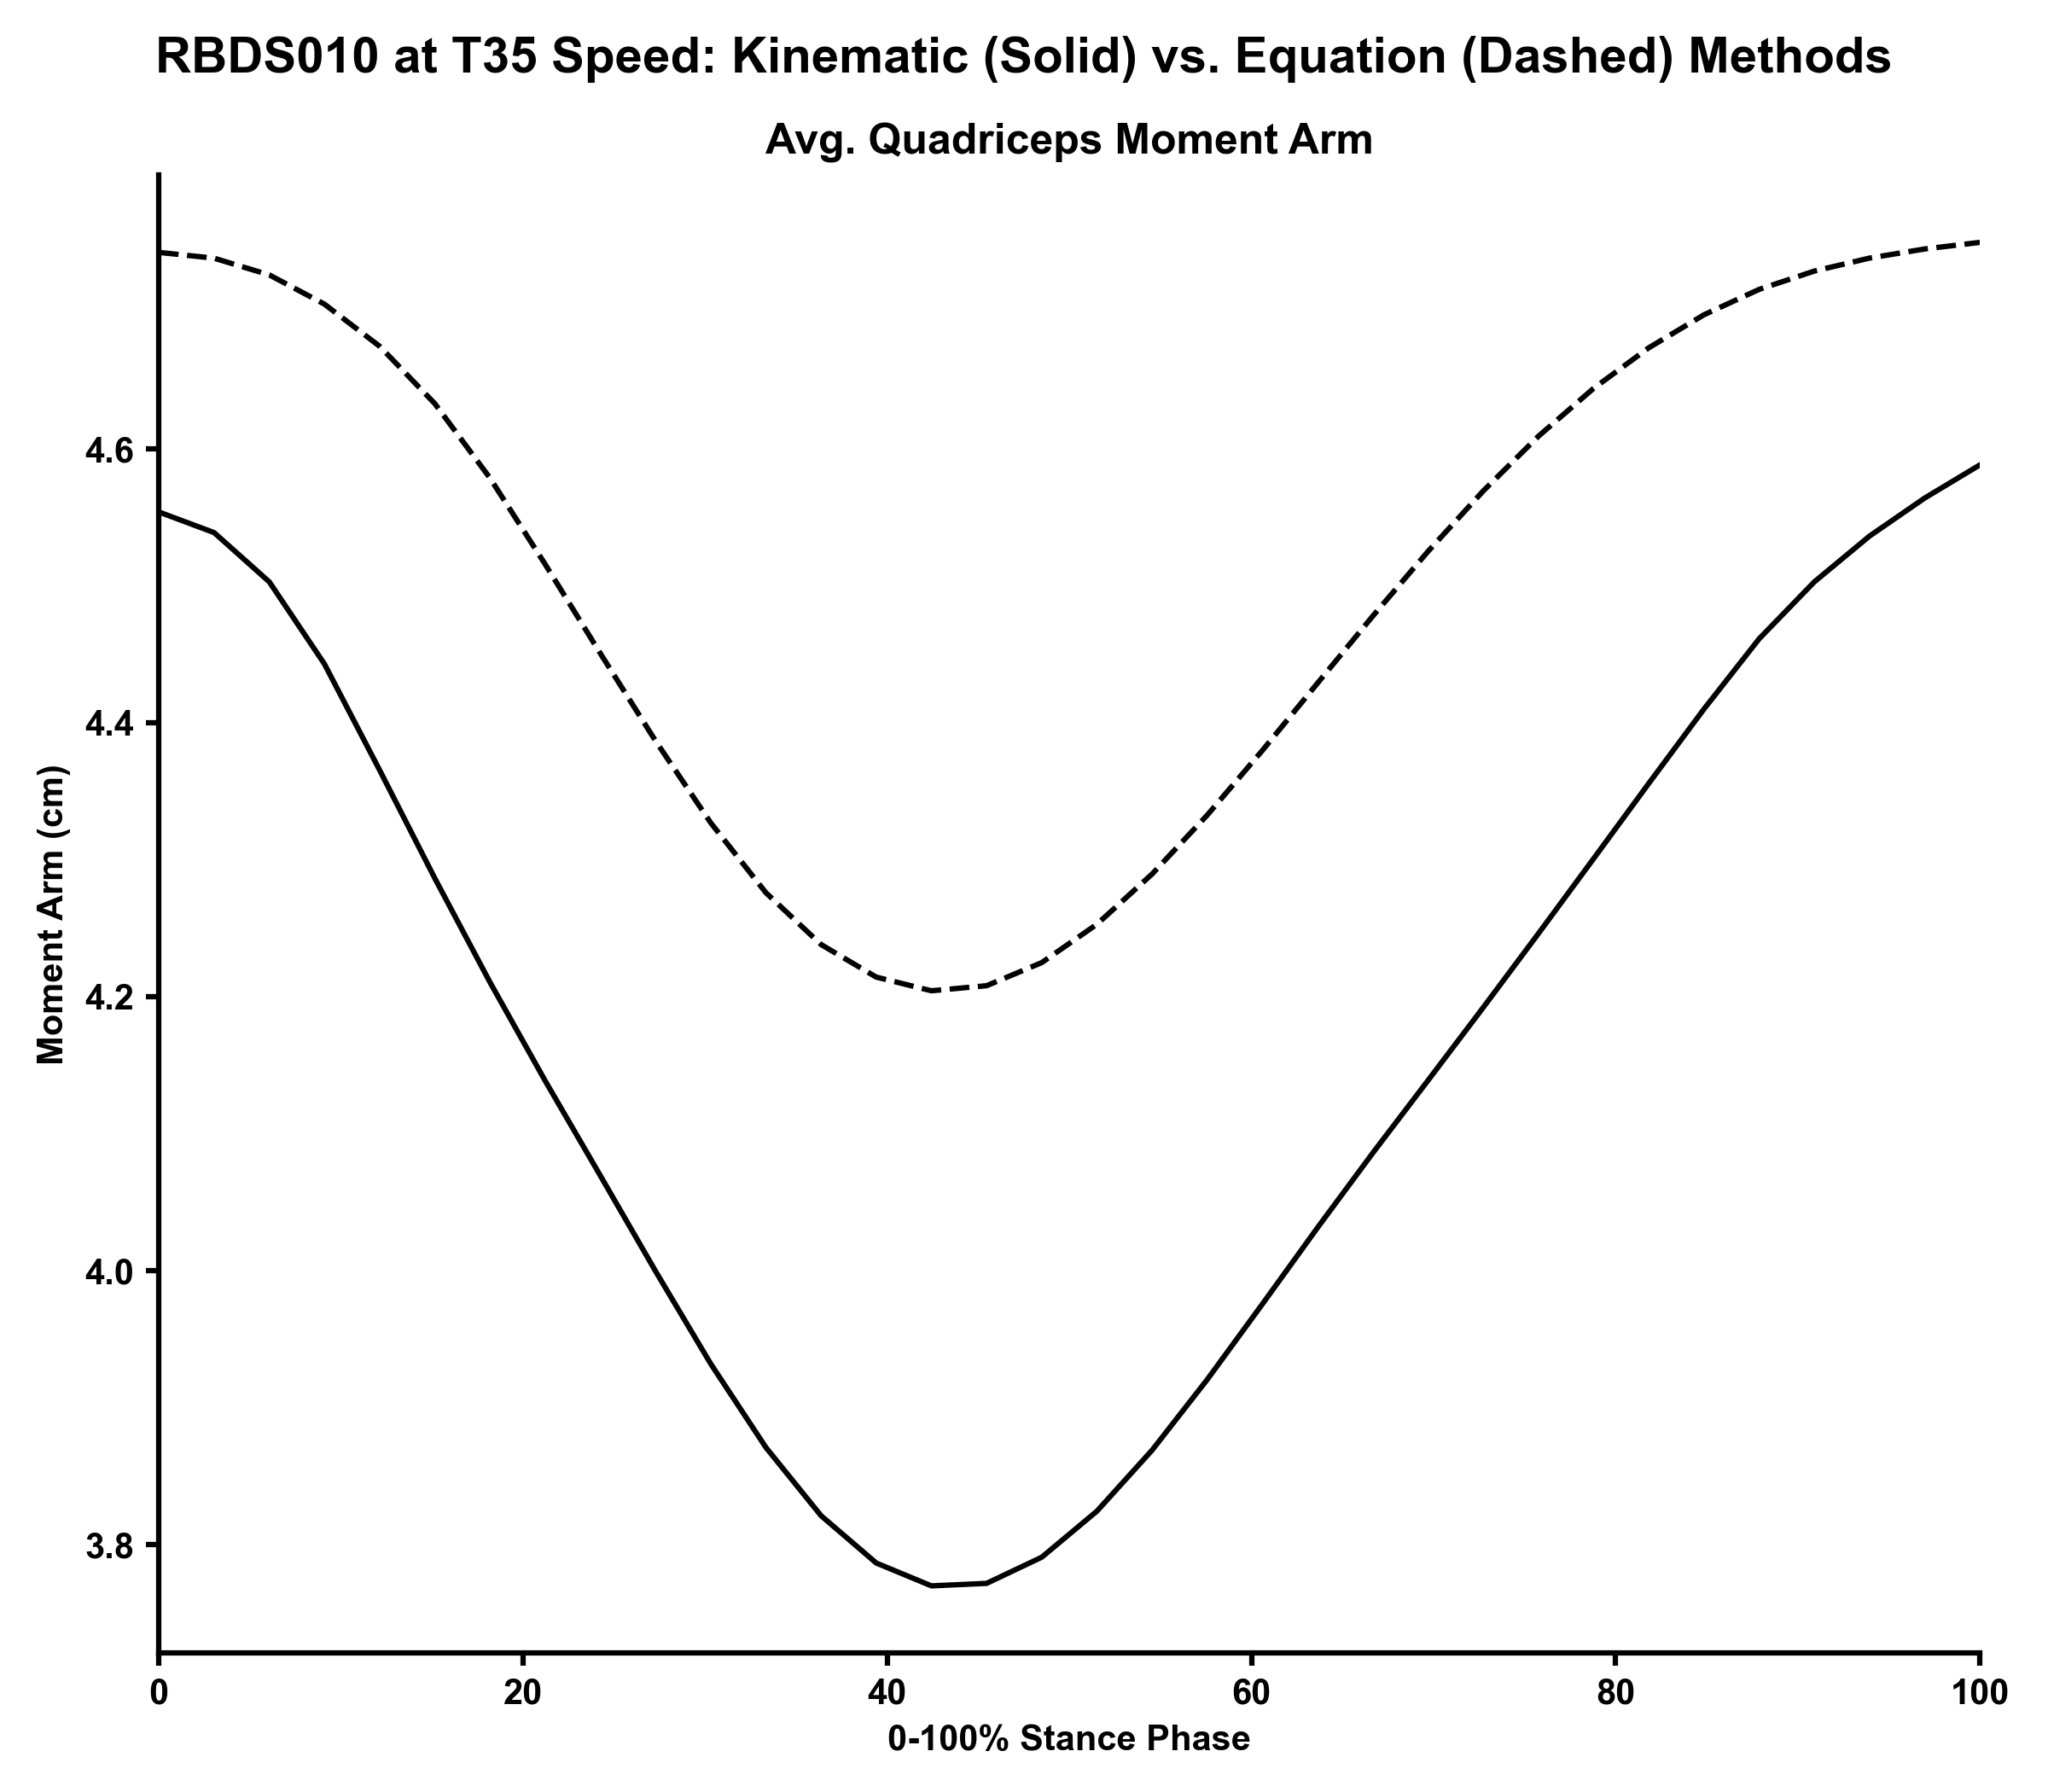 RBDS010 at T35 Speed: Kinematic (Solid) vs. Equation (Dashed) Methods
Avg. Quadriceps Moment Arm
Moment Arm (cm)
4.6
4.4
4.2
4.0
3.8
0 20 40 60 80 100
0-100% Stance Phase